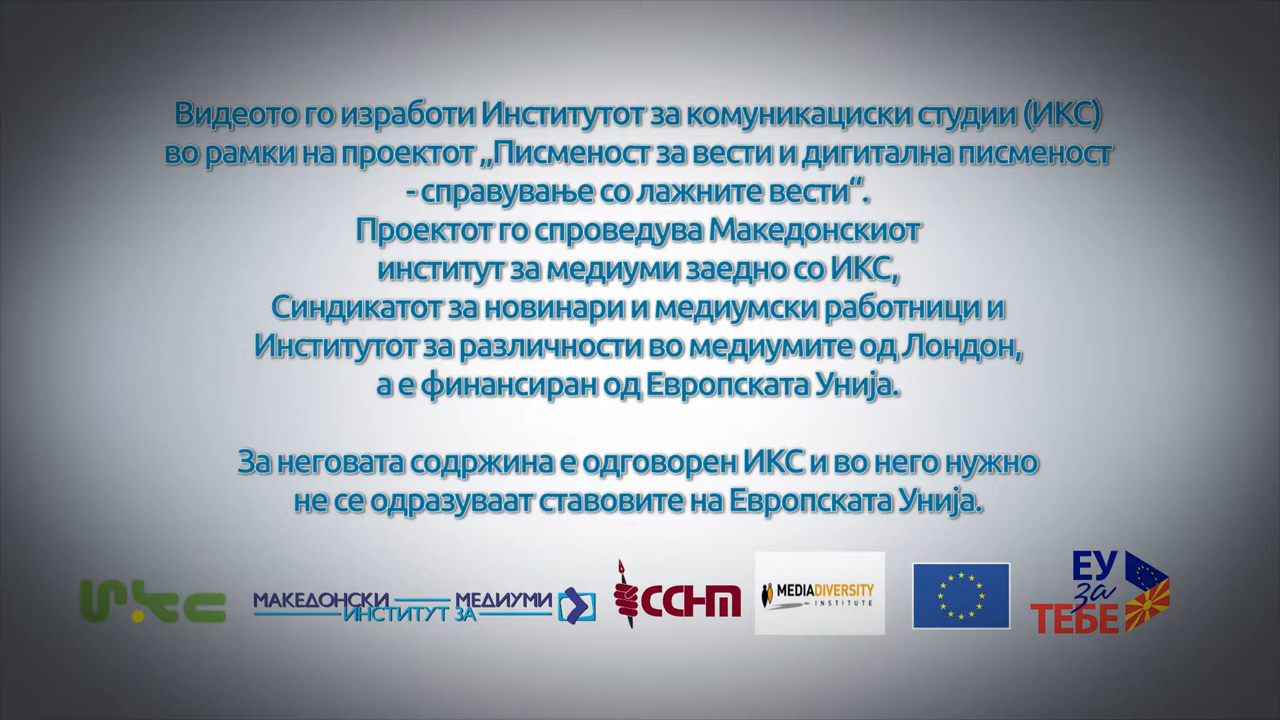 Видеото го изработи Институтот за комуникациски студии (ИКС)
во рамки на проектот „Писменост за вести и дигитална писменост
- справување со лажните вести“.
Проектот го спроведува Македонскиот
институт за медиуми заедно со ИКС,
Синдикатот за новинари и медиумски работници и
Институтот за различности во медиумите од Лондон,
а е финансиран од Европската Унија.
За неговата содржина е одговорен ИКС и во него нужно
не се одразуваат ставовите на Европската Унија.
икс
МАКЕДОНСКИ МЕДИУМИ
ИНСТИТУТ ЗА
ССНМ
MEDIADIVERSITY
INSTITUTE
ЕУ
за
ТЕБЕ